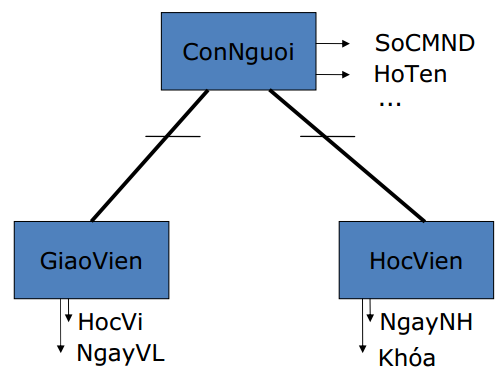 ConNguoi
SoCMND
HoTen
...
GiaoVien
HocVien
HocVi
NgayVL
NgayNH
Khóa